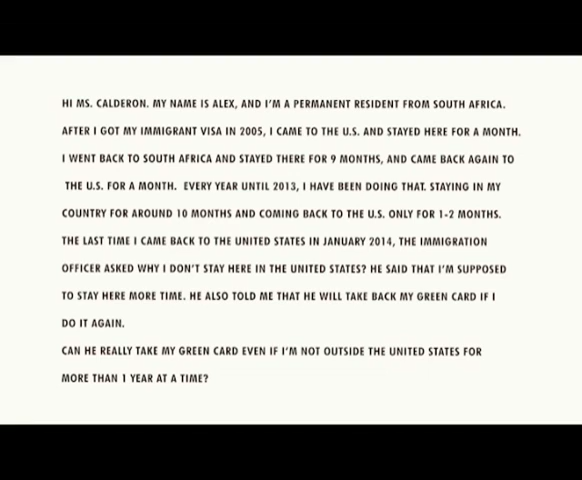 HI MS. CALDERON. MY NAME IS ALEX, AND I'M A PERMANENT RESIDENT FROM SOUTH AFRICA.
AFTER I GOT MY IMMIGRANT VISA IN 2005, I CAME TO THE U.S. AND STAYED HERE FOR A MONTH.
I WENT BACK TO SOUTH AFRICA AND STAYED THERE FOR 9 MONTHS, AND CAME BACK AGAIN TO
THE U.S. FOR A MONTH. EVERY YEAR UNTIL 2013, I HAVE BEEN DOING THAT. STAYING IN MY
COUNTRY FOR AROUND 10 MONTHS AND COMING BACK TO THE U.S. ONLY FOR 1-2 MONTHS.
THE LAST TIME I CAME BACK TO THE UNITED STATES IN JANUARY 2014, THE IMMIGRATION
OFFICER ASKED WHY I DON'T STAY HERE IN THE UNITED STATES? HE SAID THAT I'M SUPPOSED
TO STAY HERE MORE TIME. HE ALSO TOLD ME THAT HE WILL TAKE BACK MY GREEN CARD IF I
DO IT AGAIN.
CAN HE REALLY TAKE MY GREEN CARD EVEN IF I'M NOT OUTSIDE THE UNITED STATES FOR
MORE THAN 1 YEAR AT A TIME?